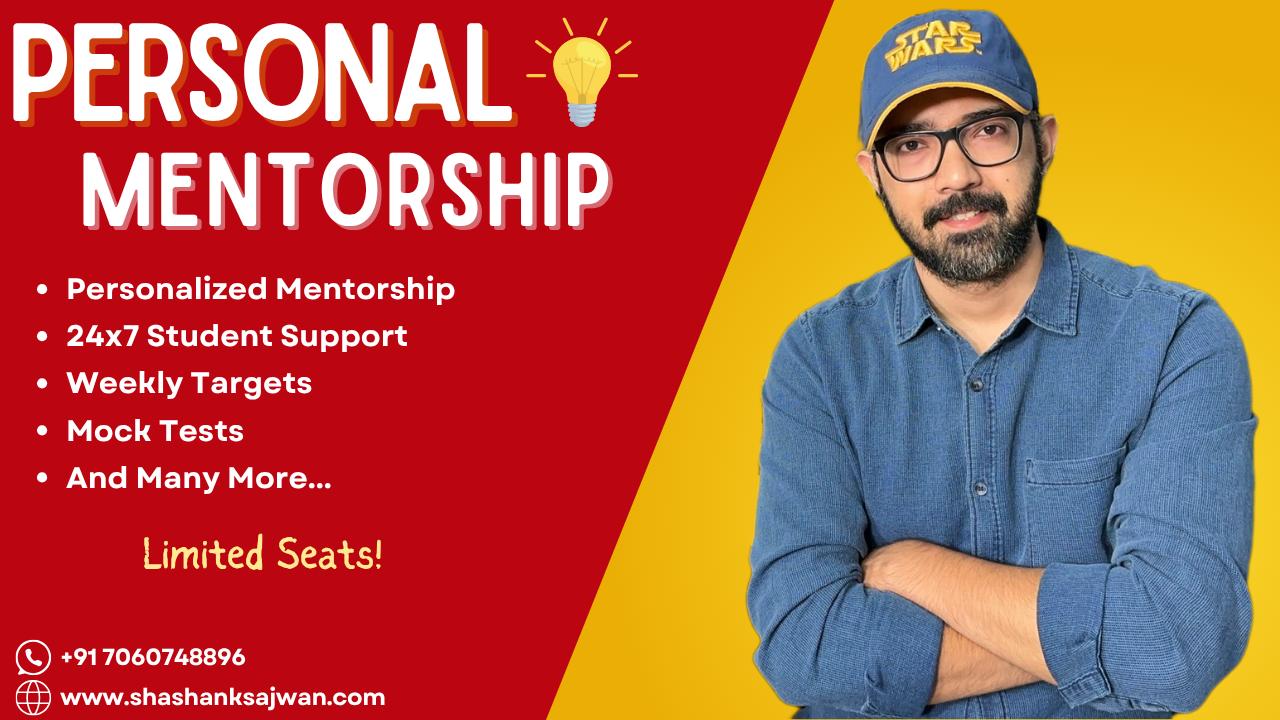 PERSONAL
MENTORSHIP
STAR
WARS
• Personalized Mentorship
• 24x7 Student Support
• Weekly Targets
• Mock Tests
• And Many More...
Limited Seats!
+91 7060748896
www.shashanksajwan.com